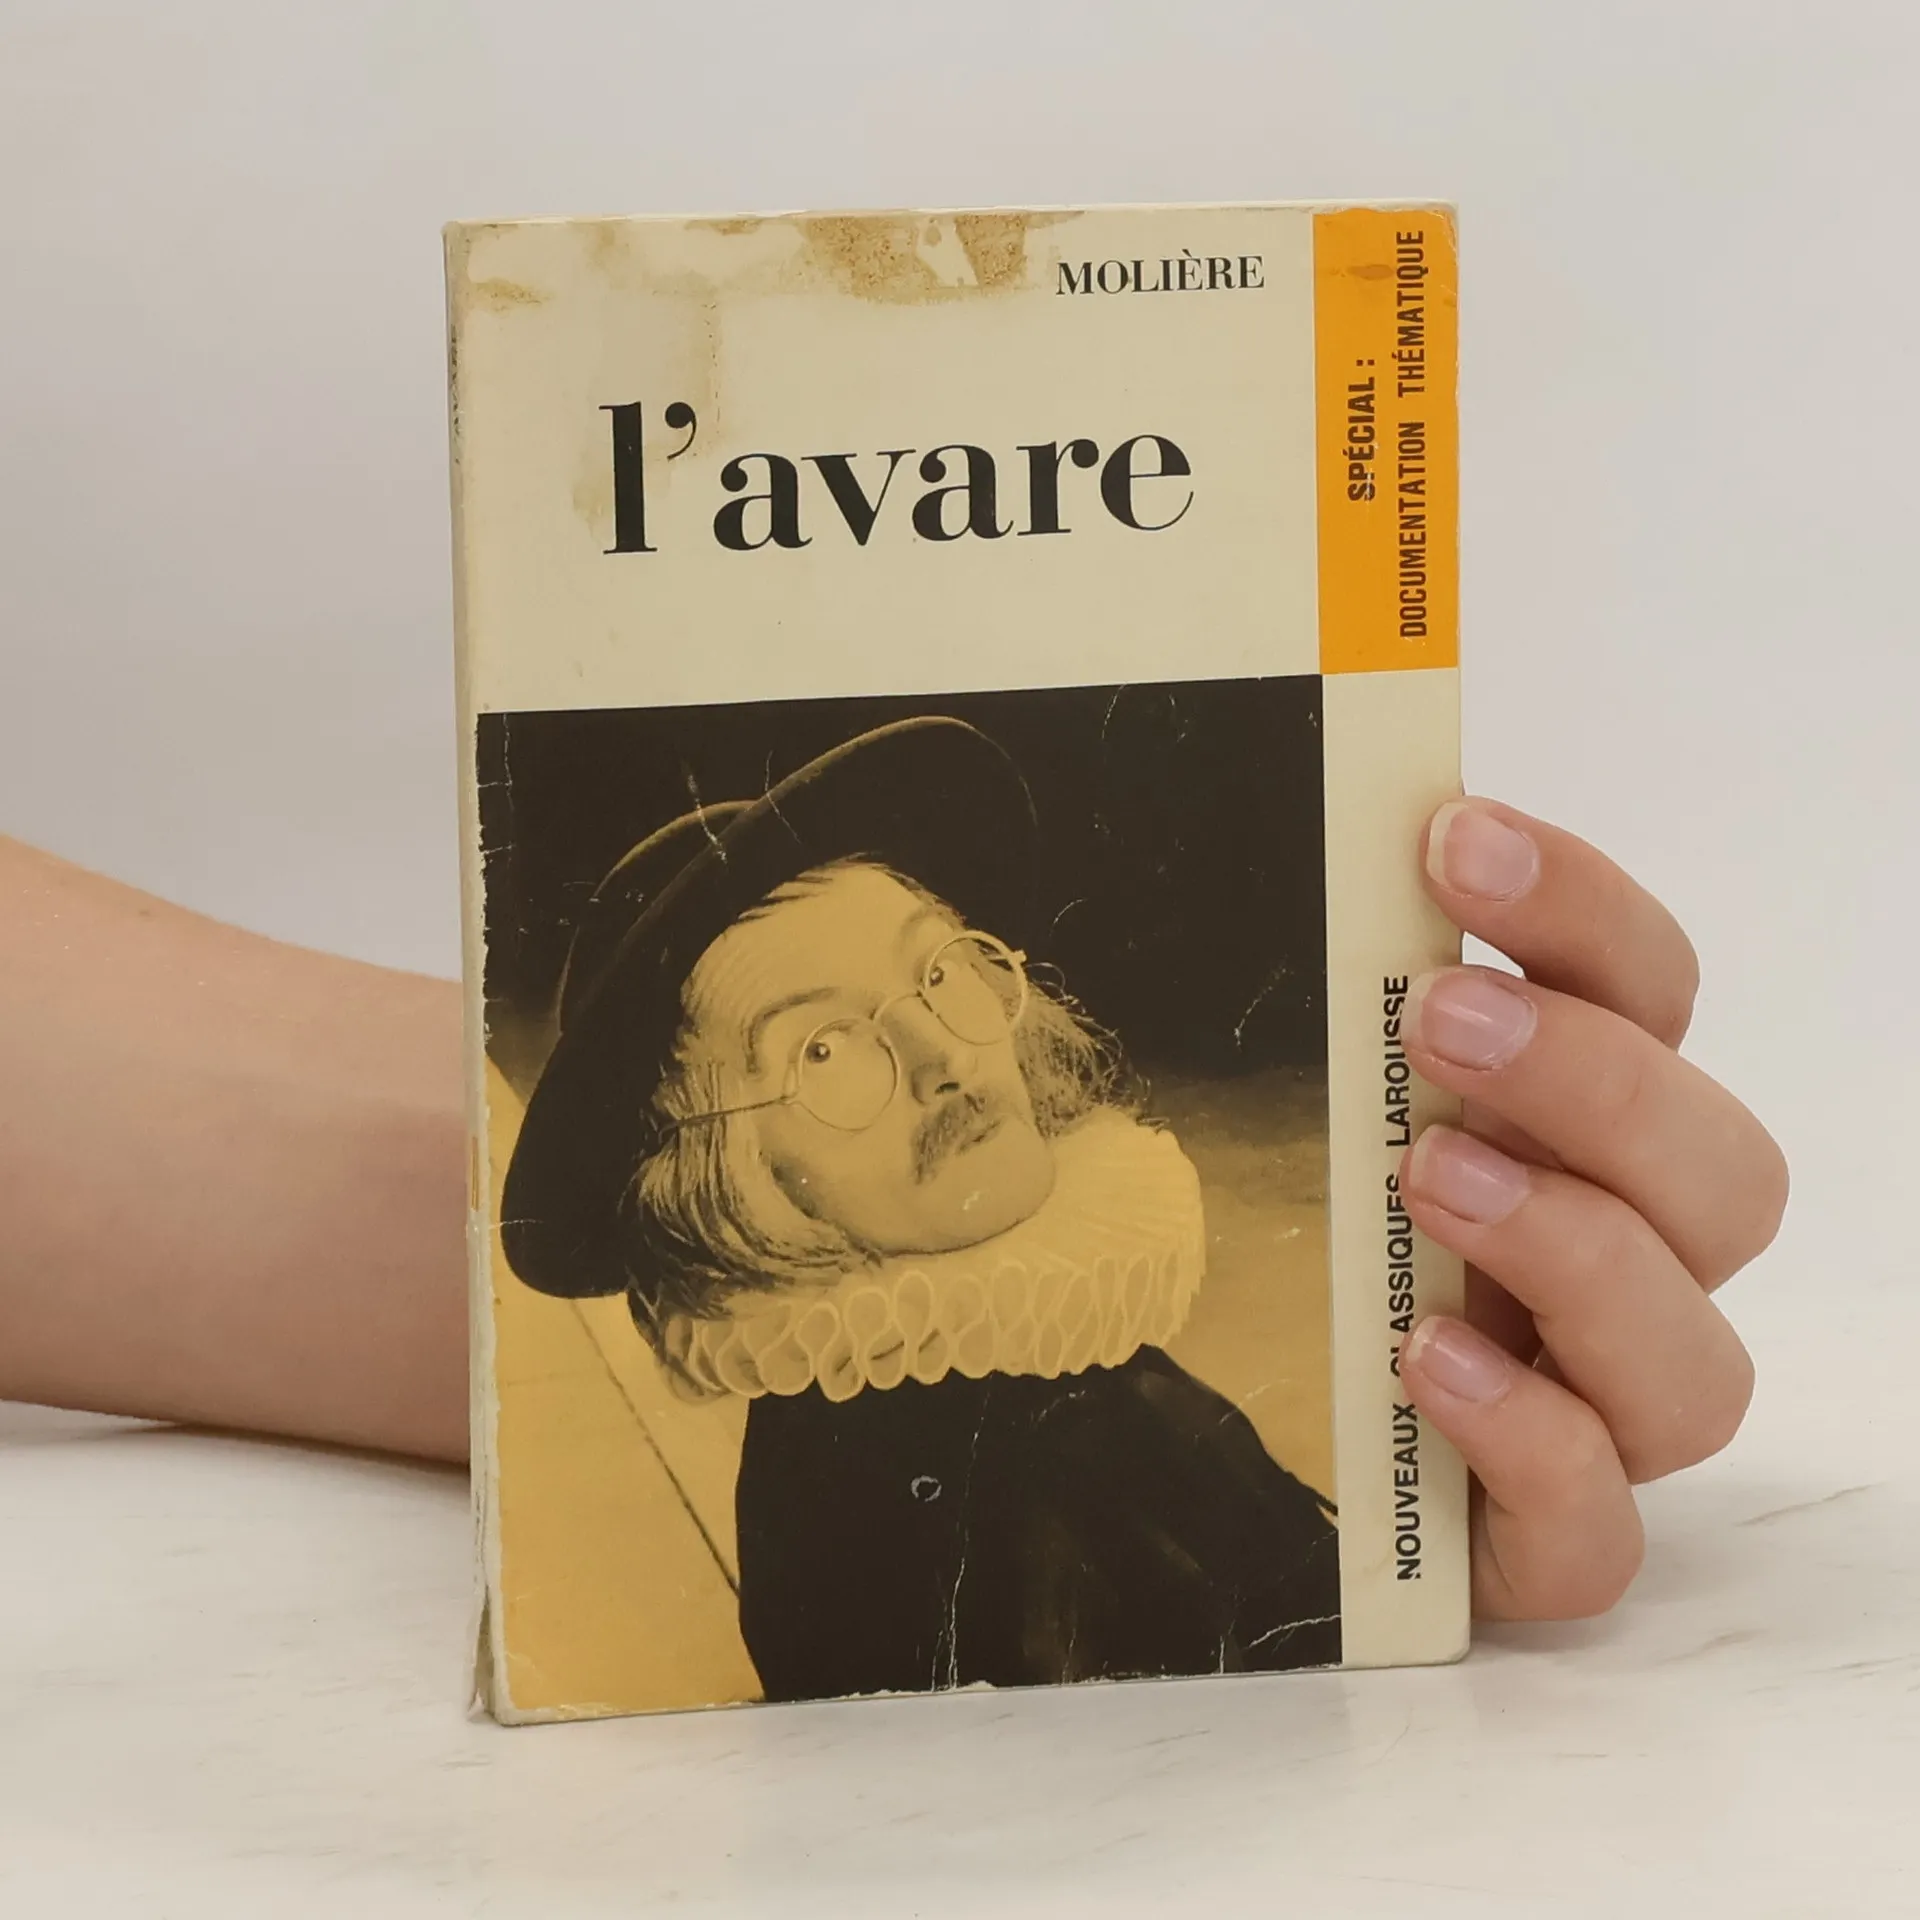 MOLIÈRE
l'avare
SPÉCIAL :
DOCUMENTATION THÉMATIQUE
NOUVEAUX CLASSIQUES LAROUSSE